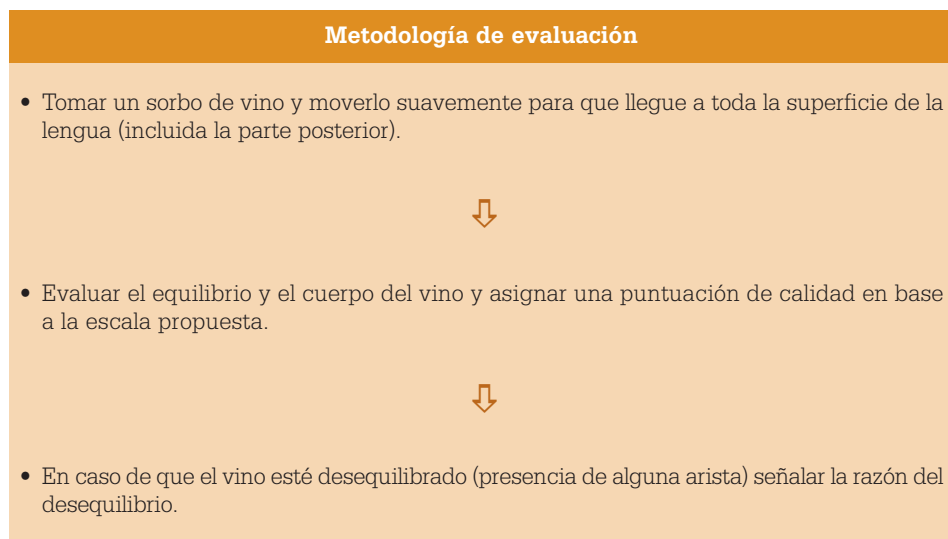 Metodología de evaluación
• Tomar un sorbo de vino y moverlo suavemente para que llegue a toda la superficie de la
lengua (incluida la parte posterior).
• Evaluar el equilibrio y el cuerpo del vino y asignar una puntuación de calidad en base
a la escala propuesta.
• En caso de que el vino esté desequilibrado (presencia de alguna arista) señalar la razón del
desequilibrio.